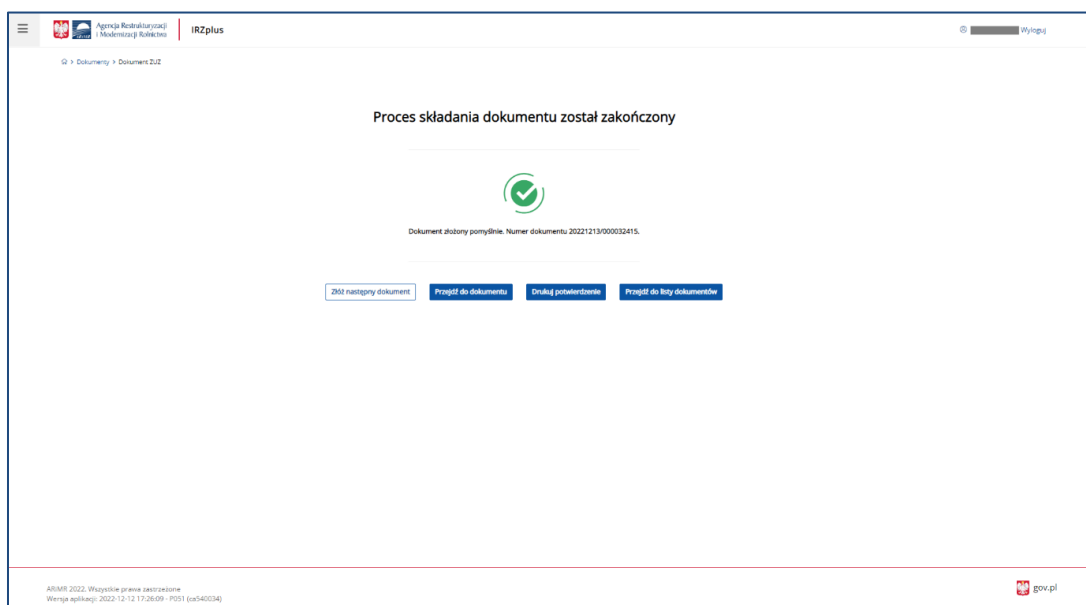 Agencja Restrukturyzacji
i Modernizacji Rolnictwa
IRZplus
Wyloguj
> Dokumenty > Dokument ZUZ
Proces składania dokumentu został zakończony
Dokument złożony pomyślnie. Numer dokumentu 20221213/000032415.
Złóż następny dokument
Przejdź do dokumentu
Drukuj potwierdzenie
Przejdź do listy dokumentów
ARiMR 2022. Wszystkie prawa zastrzeżone
Wersja aplikacji: 2022-12-12 17:26:09 - P051 (ca540034)
gov.pl